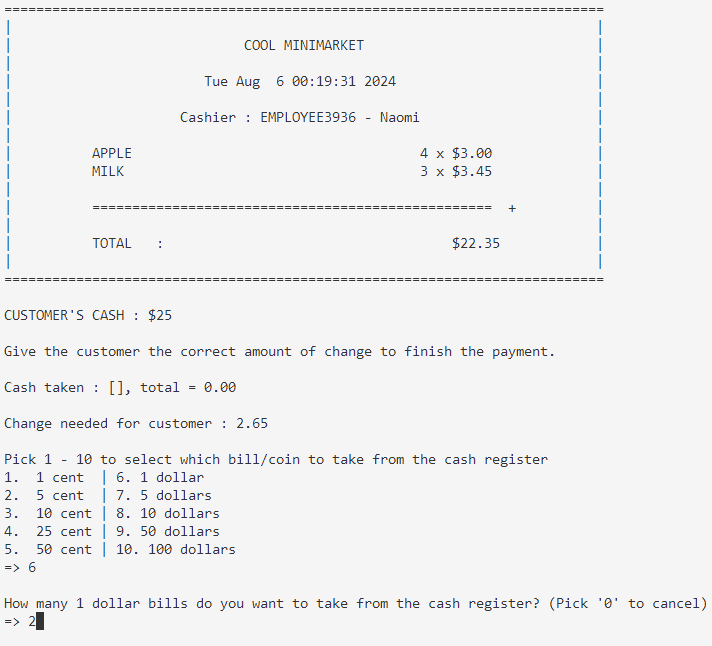 ===========================================================================
|                                                                         |
|                             COOL MINIMARKET                             |
|                                                                         |
|                        Tue Aug  6 00:19:31 2024                         |
|                                                                         |
|                     Cashier : EMPLOYEE3936 - Naomi                      |
|                                                                         |
|          APPLE                                    4 x $3.00             |
|          MILK                                     3 x $3.45             |
|                                                                         |
|          ==================================================  +          |
|                                                                         |
|          TOTAL   :                                    $22.35            |
|                                                                         |
===========================================================================
CUSTOMER'S CASH : $25
Give the customer the correct amount of change to finish the payment.
Cash taken : [], total = 0.00
Change needed for customer : 2.65
Pick 1 - 10 to select which bill/coin to take from the cash register
1.  1 cent  | 6. 1 dollar
2.  5 cent  | 7. 5 dollars
3.  10 cent | 8. 10 dollars
4.  25 cent | 9. 50 dollars
5.  50 cent | 10. 100 dollars
=> 6
How many 1 dollar bills do you want to take from the cash register? (Pick '0' to cancel)
=> 2